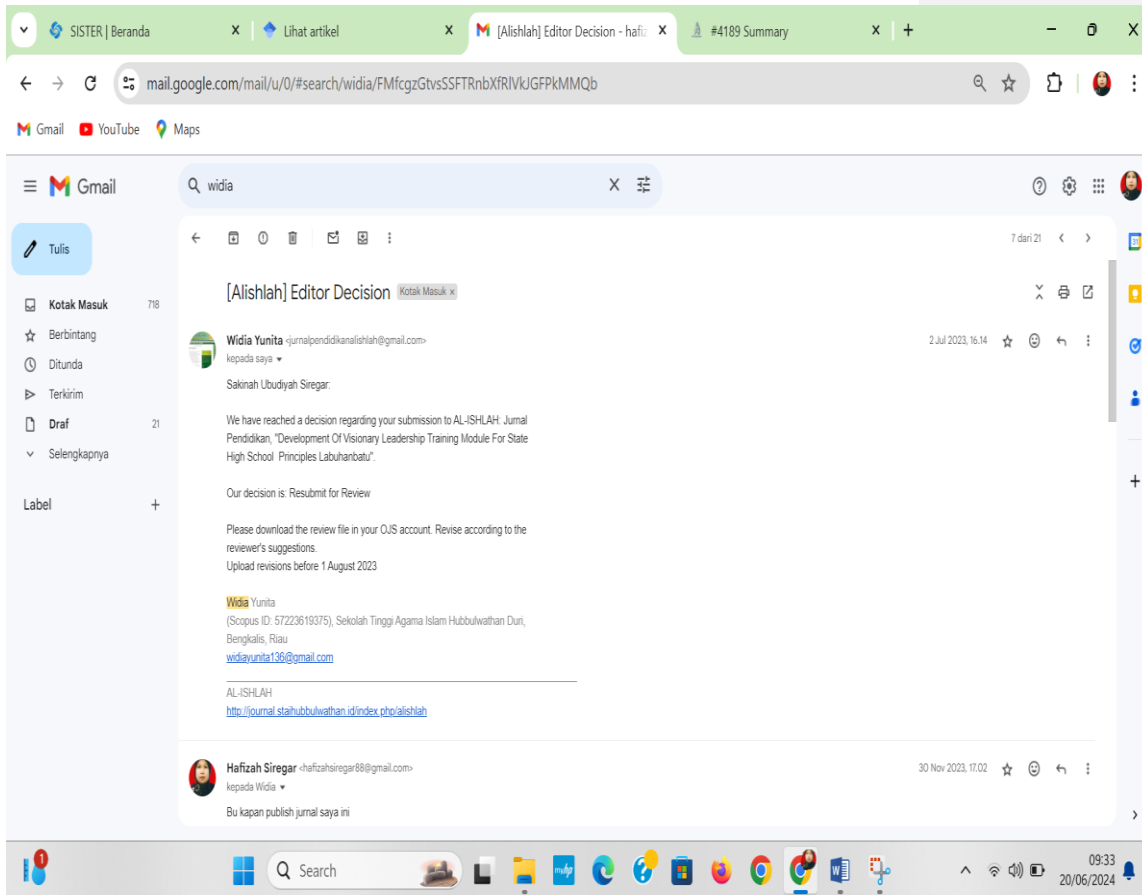 SISTER | Beranda
Lihat artikel
[Alishlah] Editor Decision - hafiz
#4189 Summary
mail.google.com/mail/u/0/#search/widia/FMfcgzGtvsSSFTRnbXfRlVkJGFPkMMQb
Gmail YouTube Maps
Gmail
widia
Tulis
7 dari 21
[Alishlah] Editor Decision Kotak Masuk x
Kotak Masuk 718
Berbintang
Ditunda
Terkirim
Draf 21
Selengkapnya
Label
Widia Yunita <jurnalpendidikanalishlah@gmail.com>
2 Jul 2023, 16.14
kepada saya
Sakinah Ubudiyah Siregar:
We have reached a decision regarding your submission to AL-ISHLAH: Jurnal
Pendidikan, "Development Of Visionary Leadership Training Module For State
High School Principles Labuhanbatu".
Our decision is: Resubmit for Review
Please download the review file in your OJS account. Revise according to the
reviewer's suggestions.
Upload revisions before 1 August 2023
Widia Yunita
(Scopus ID: 57223619375), Sekolah Tinggi Agama Islam Hubbulwathan Duri,
Bengkalis, Riau
widiayunita136@gmail.com
AL-ISHLAH
http://journal.staihubbulwathan.id/index.php/alishlah
Hafizah Siregar <hafizahsiregar88@gmail.com>
30 Nov 2023, 17.02
kepada Widia
Bu kapan publish jurnal saya ini
31
1
Search
myhp
09:33
20/06/2024